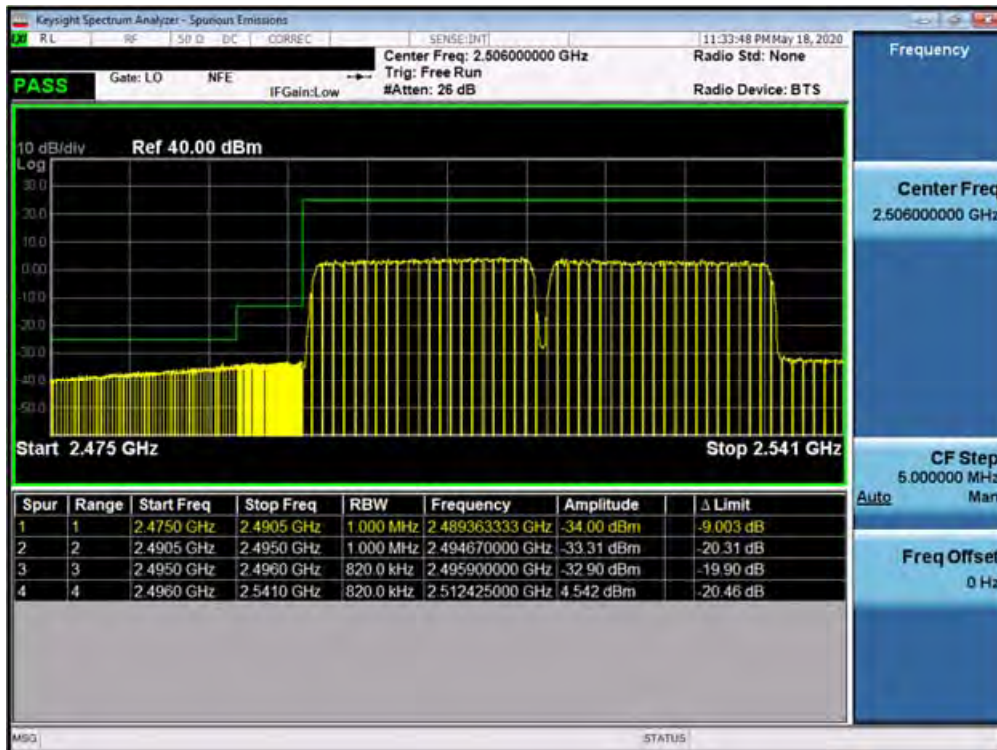 Keysight Spectrum Analyzer - Spurious Emissions
LXI RL RF 50 Ω DC CORREC SENSE:INT 11:33:48 PM May 18, 2020
Center Freq: 2.506000000 GHz Radio Std: None
PASS Gate: LO NFE Trig: Free Run
IFGain:Low #Atten: 26 dB Radio Device: BTS
10 dB/div Ref 40.00 dBm
Log
30.0
20.0
10.0
0.00
-10.0
-20.0
-30.0
-40.0
-50.0
Start 2.475 GHz Stop 2.541 GHz
Spur Range Start Freq Stop Freq RBW Frequency Amplitude Δ Limit
1 1 2.4750 GHz 2.4905 GHz 1.000 MHz 2.489363333 GHz -34.00 dBm -9.003 dB
2 2 2.4905 GHz 2.4950 GHz 1.000 MHz 2.494670000 GHz -33.31 dBm -20.31 dB
3 3 2.4950 GHz 2.4960 GHz 820.0 kHz 2.495900000 GHz -32.90 dBm -19.90 dB
4 4 2.4960 GHz 2.5410 GHz 820.0 kHz 2.512425000 GHz 4.542 dBm -20.46 dB
MSG STATUS
Frequency
Center Freq
2.506000000 GHz
CF Step
5.000000 MHz
Auto Man
Freq Offset
0 Hz